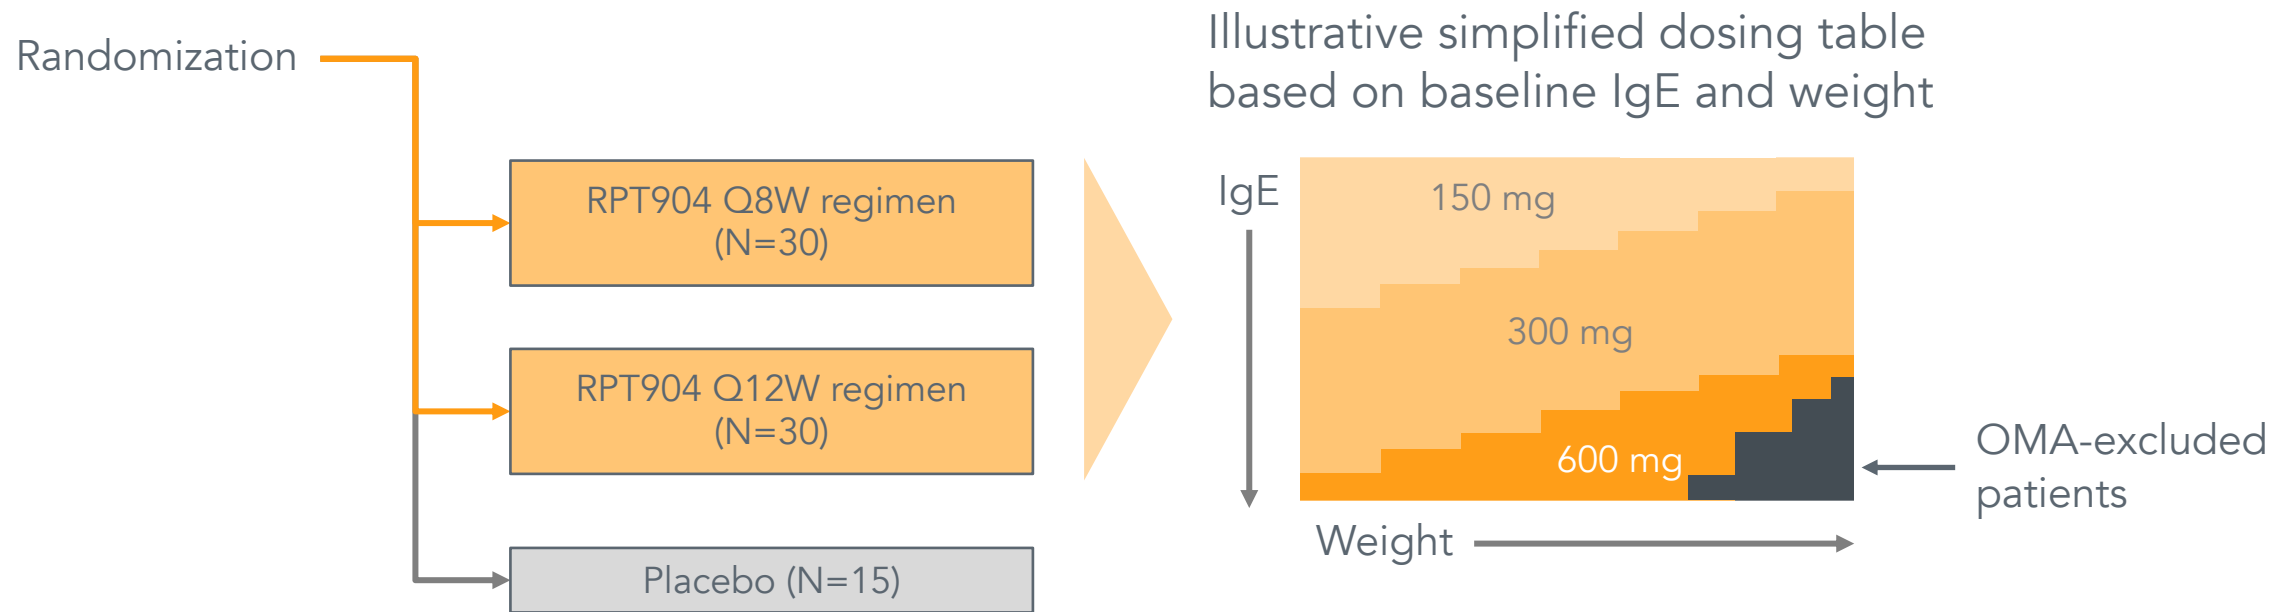 Randomization
RPT904 Q8W regimen
(N=30)
RPT904 Q12W regimen
(N=30)
Placebo (N=15)
Illustrative simplified dosing table
based on baseline IgE and weight
IgE
150 mg
300 mg
600 mg
Weight
OMA-excluded
patients